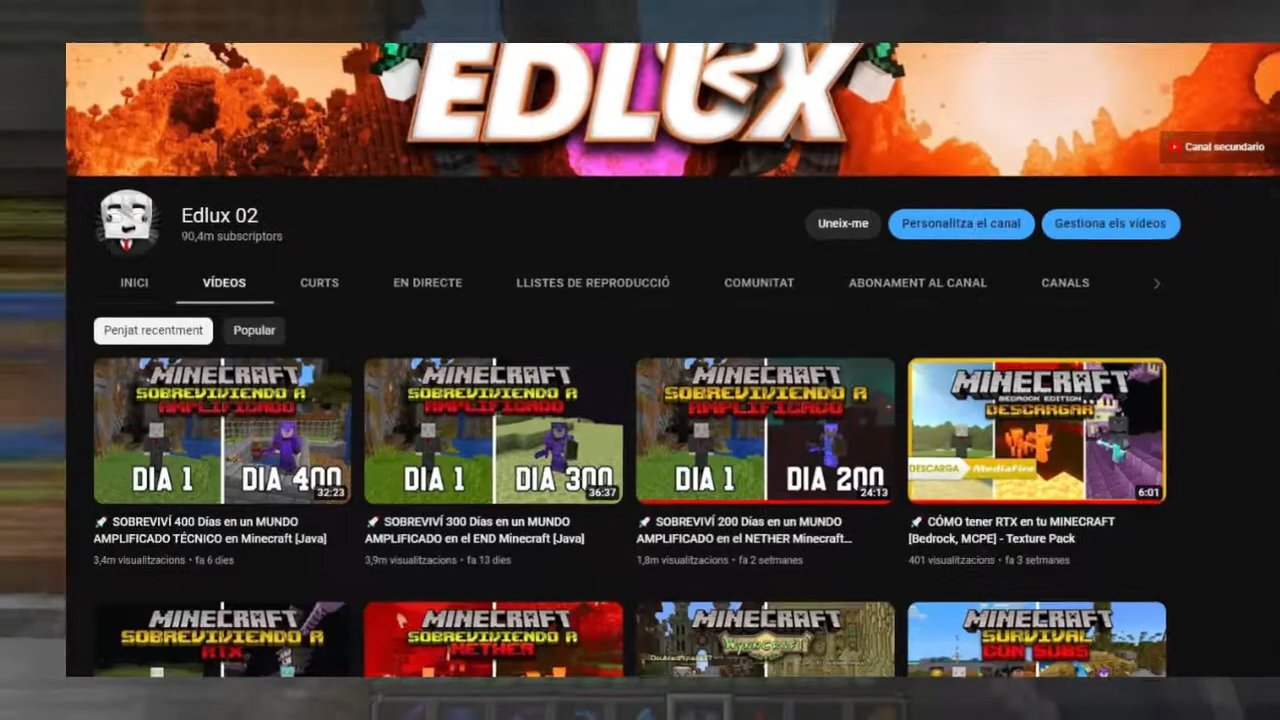 EDLUX
Canal secundario
Edlux 02
90,4m subscriptors
Uneix-me
Personalitza el canal
Gestiona els vídeos
INICI
VÍDEOS
CURTS
EN DIRECTE
LLISTES DE REPRODUCCIÓ
COMUNITAT
ABONAMENT AL CANAL
CANALS
Penjat recentment
Popular
MINECRAFT
SOBREVIVIENDO A
AMPLIFICADO
DIA 1
DIA 400
32:23
MINECRAFT
SOBREVIVIENDO A
AMPLIFICADO
DIA 1
DIA 300
36:37
MINECRAFT
SOBREVIVIENDO A
AMPLIFICADO
DIA 1
DIA 200
24:13
MINECRAFT
BEDROCK EDITION
DESCARGAR
DESCARGA
MediaFire
6:01
SOBREVIVÍ 400 Días en un MUNDO
AMPLIFICADO TÉCNICO en Minecraft [Java]
3,4m visualitzacions • fa 6 dies
SOBREVIVÍ 300 Días en un MUNDO
AMPLIFICADO en el END Minecraft [Java]
3,9m visualitzacions • fa 13 dies
SOBREVIVÍ 200 Días en un MUNDO
AMPLIFICADO en el NETHER Minecraft...
1,8m visualitzacions • fa 2 setmanes
CÓMO tener RTX en tu MINECRAFT
[Bedrock, MCPE] - Texture Pack
401 visualitzacions • fa 3 setmanes
MINECRAFT
SOBREVIVIENDO A
RTX
MINECRAFT
SOBREVIVIENDO A
NETHER
MINECRAFT
WYNNCRAFT
MINECRAFT
SURVIVAL
CON SUBS